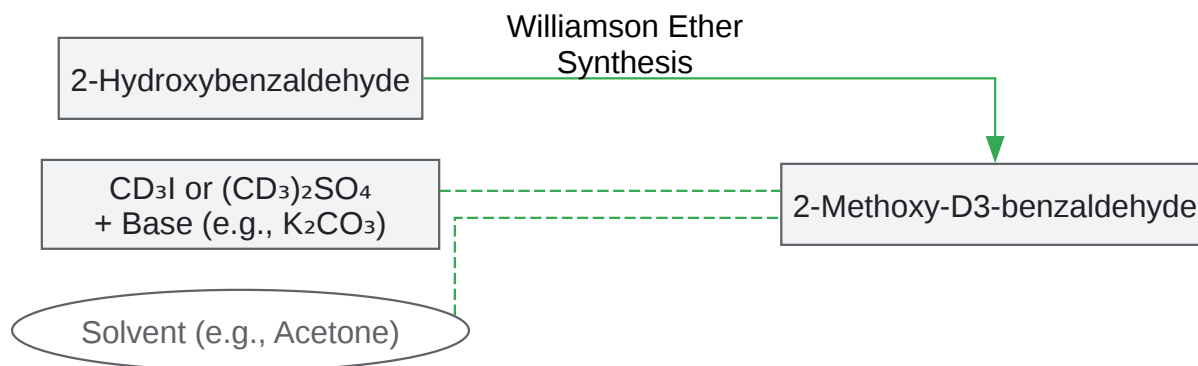 Williamson Ether
Synthesis
2-Hydroxybenzaldehyde
CD₃I or (CD₃)₂SO₄
+ Base (e.g., K₂CO₃)
2-Methoxy-D3-benzaldehyde
Solvent (e.g., Acetone)